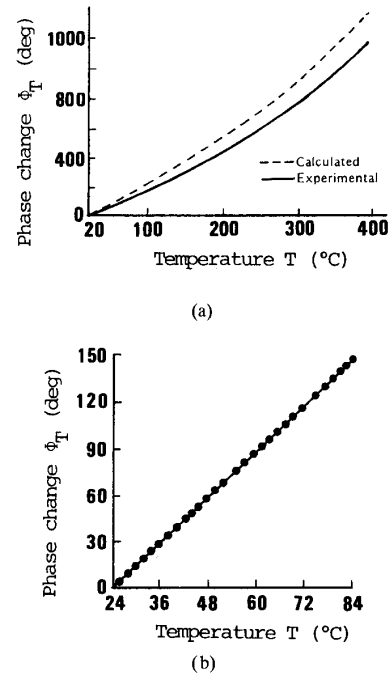 1000
800
400
0
Phase change Φ_T (deg)
Calculated
Experimental
20 100 200 300 400
Temperature T (°C)
(a)
150
120
90
60
30
0
Phase change Φ_T (deg)
24 36 48 60 72 84
Temperature T (°C)
(b)